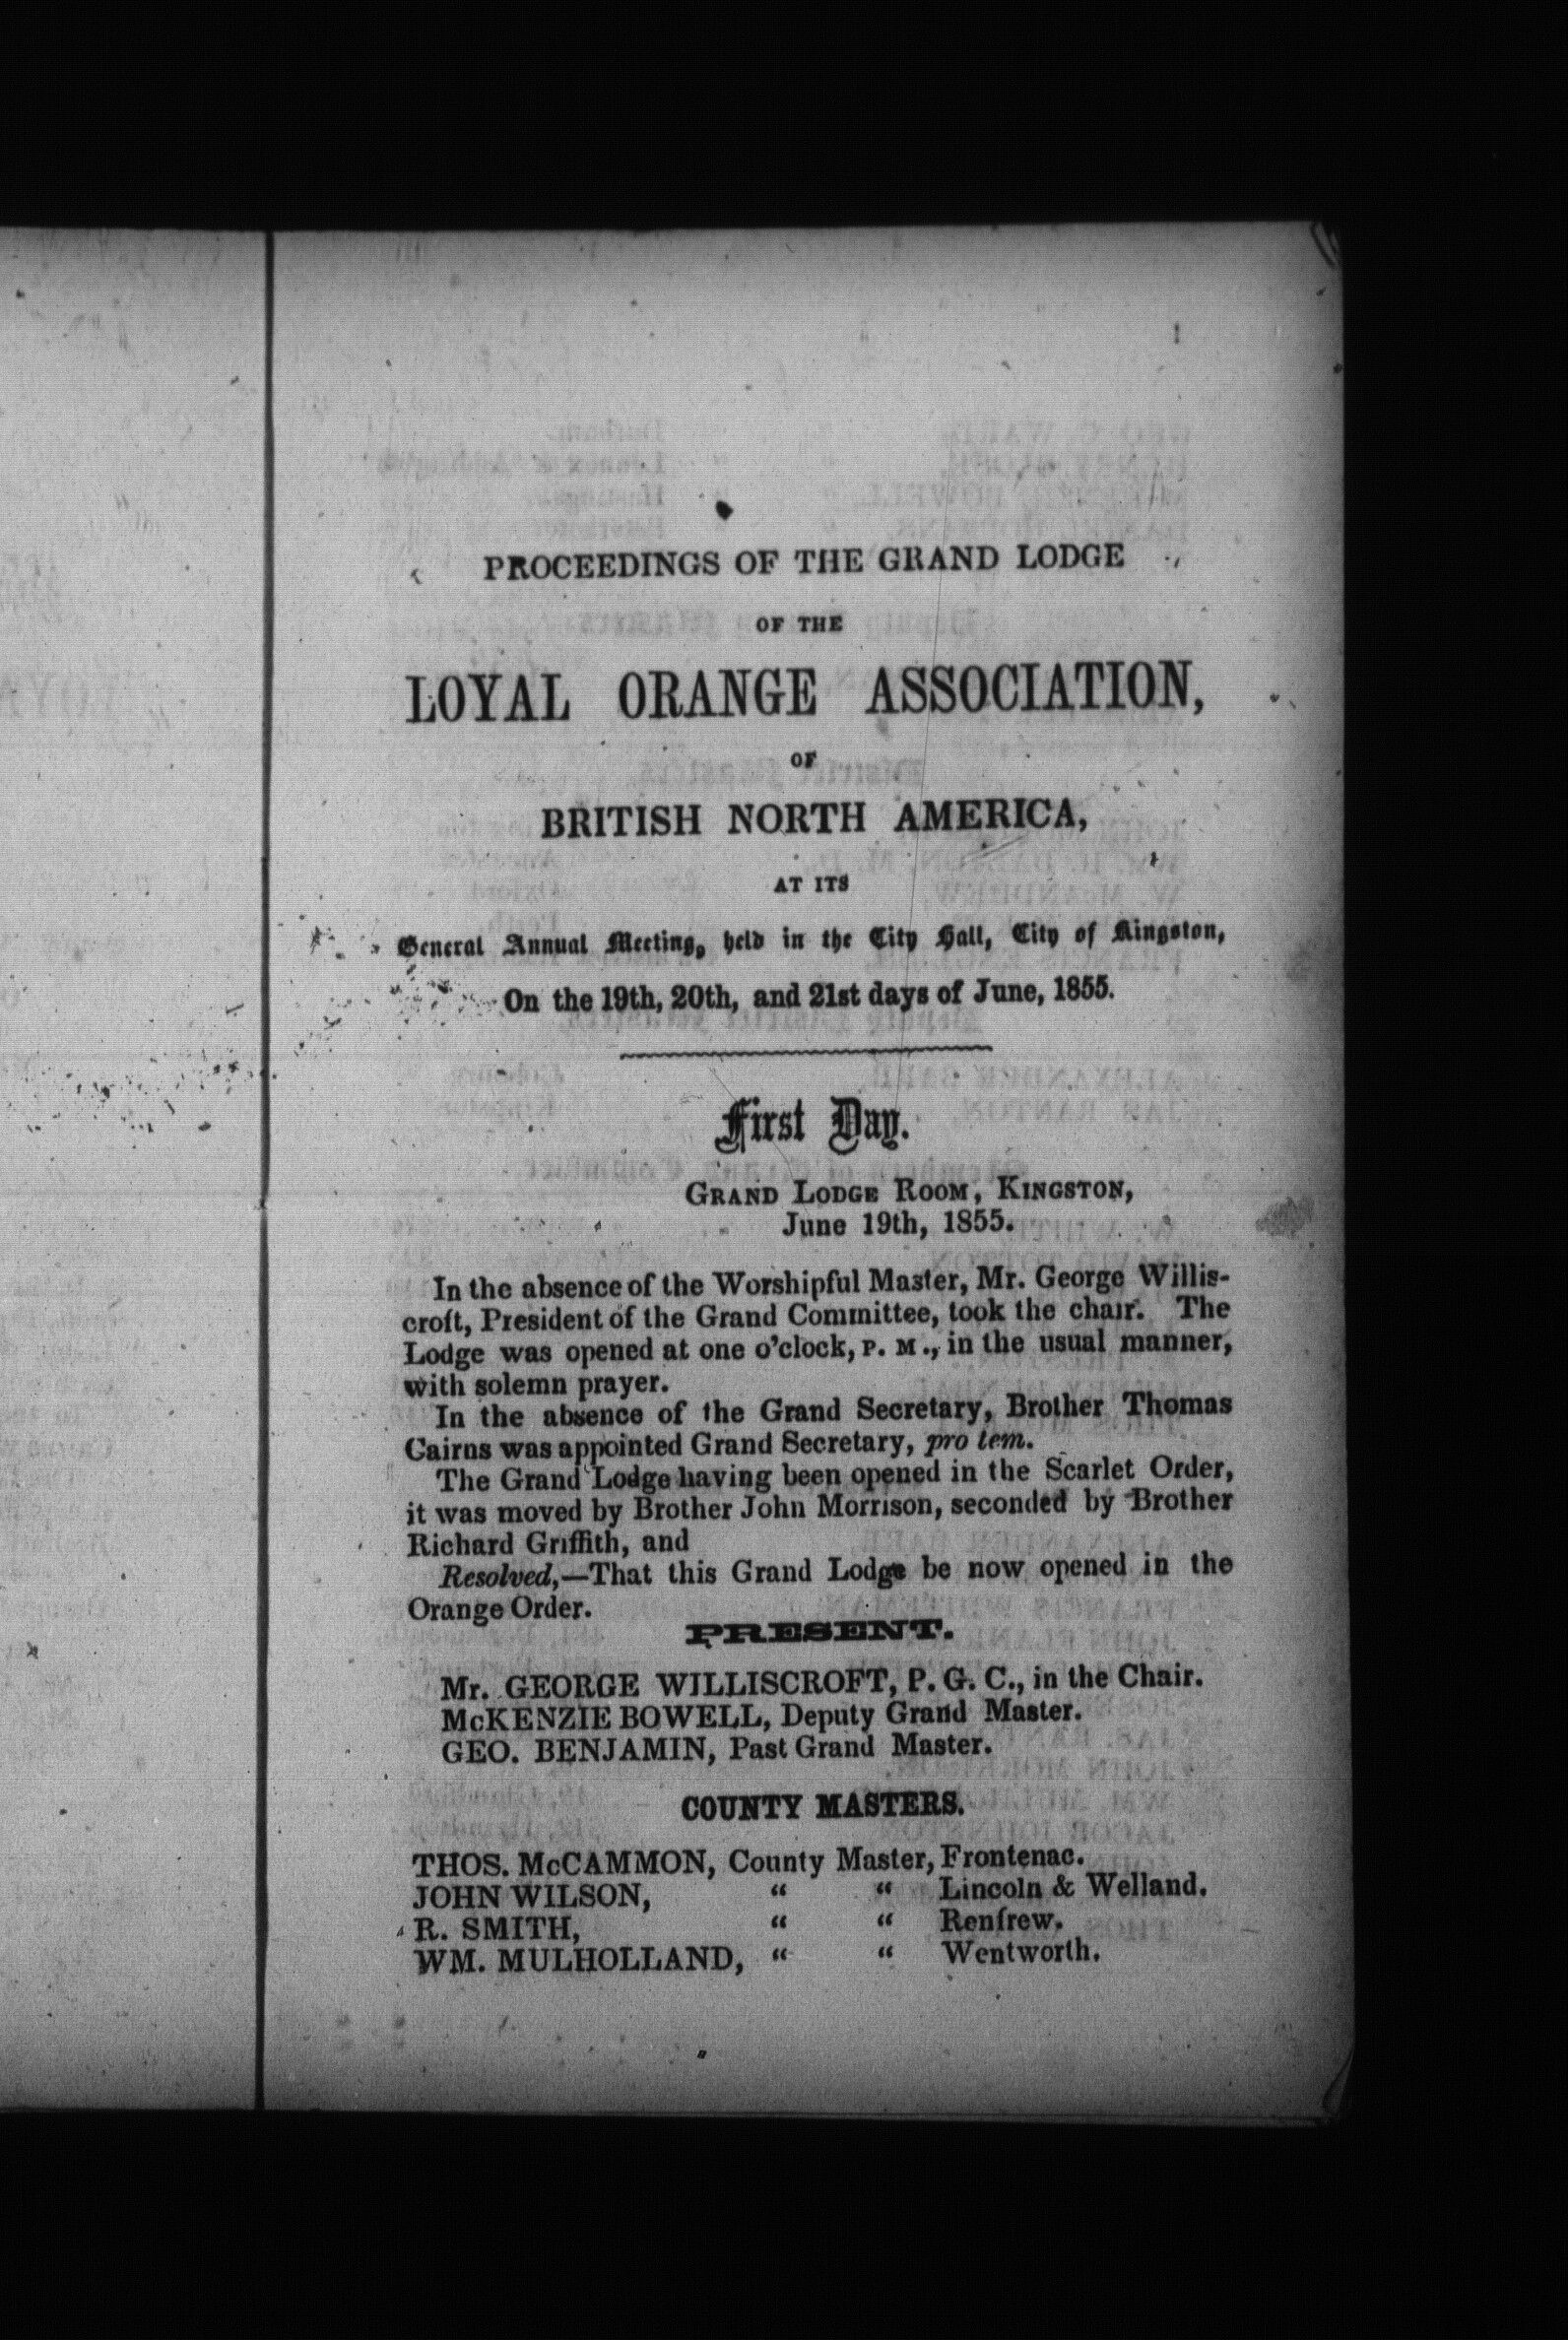 PROCEEDINGS OF THE GRAND LODGE
OF THE
LOYAL ORANGE ASSOCIATION,
OF
BRITISH NORTH AMERICA,
AT ITS
General Annual Meeting, held in the City Hall, City of Kingston,
On the 19th, 20th, and 21st days of June, 1855.
First Day.
GRAND LODGE ROOM, KINGSTON,
June 19th, 1855.
In the absence of the Worshipful Master, Mr. George Willis-
croft, President of the Grand Committee, took the chair. The
Lodge was opened at one o'clock, P. M., in the usual manner,
with solemn prayer.
In the absence of the Grand Secretary, Brother Thomas
Cairns was appointed Grand Secretary, pro tem.
The Grand Lodge having been opened in the Scarlet Order,
it was moved by Brother John Morrison, seconded by Brother
Richard Griffith, and
Resolved,—That this Grand Lodge be now opened in the
Orange Order.
PRESENT.
Mr. GEORGE WILLISCROFT, P. G. C., in the Chair.
McKENZIE BOWELL, Deputy Grand Master.
GEO. BENJAMIN, Past Grand Master.
COUNTY MASTERS.
THOS. McCAMMON, County Master, Frontenac.
JOHN WILSON, " " Lincoln & Welland.
R. SMITH, " " Renfrew.
WM. MULHOLLAND, " " Wentworth.